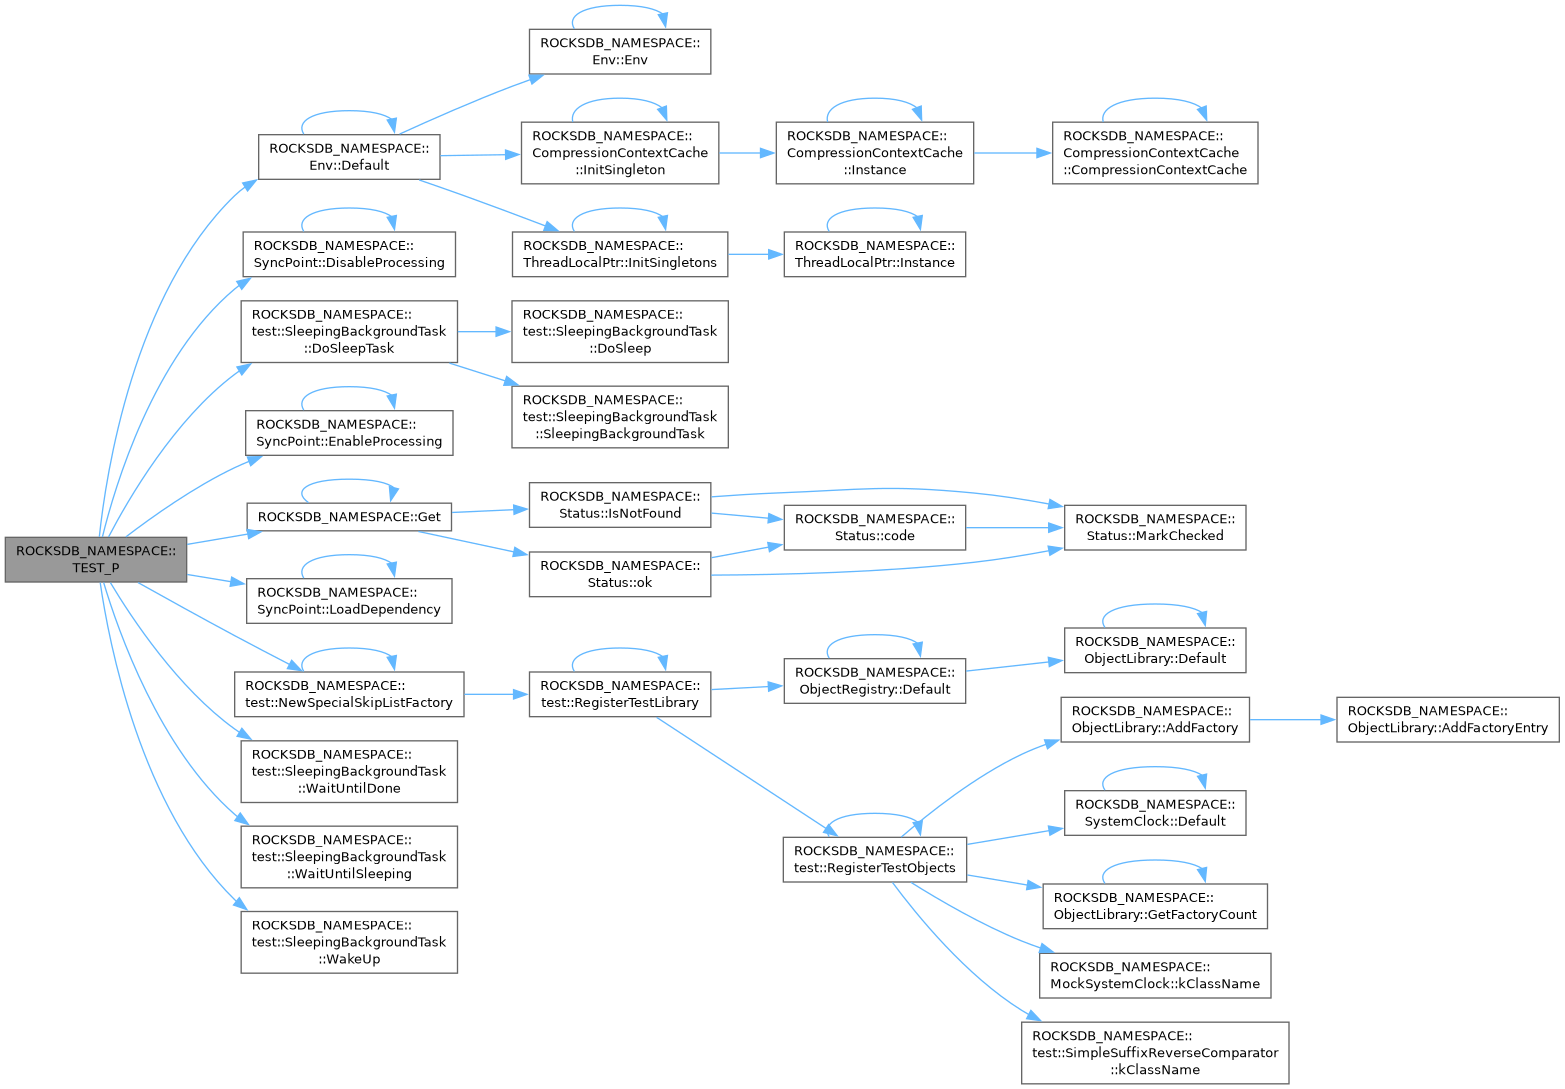 ROCKSDB_NAMESPACE::
Env::Env
ROCKSDB_NAMESPACE::
Env::Default
ROCKSDB_NAMESPACE::
CompressionContextCache
::InitSingleton
ROCKSDB_NAMESPACE::
CompressionContextCache
::Instance
ROCKSDB_NAMESPACE::
CompressionContextCache
::CompressionContextCache
ROCKSDB_NAMESPACE::
SyncPoint::DisableProcessing
ROCKSDB_NAMESPACE::
ThreadLocalPtr::InitSingletons
ROCKSDB_NAMESPACE::
ThreadLocalPtr::Instance
ROCKSDB_NAMESPACE::
test::SleepingBackgroundTask
::DoSleepTask
ROCKSDB_NAMESPACE::
test::SleepingBackgroundTask
::DoSleep
ROCKSDB_NAMESPACE::
test::SleepingBackgroundTask
::SleepingBackgroundTask
ROCKSDB_NAMESPACE::
SyncPoint::EnableProcessing
ROCKSDB_NAMESPACE::Get
ROCKSDB_NAMESPACE::
Status::IsNotFound
ROCKSDB_NAMESPACE::
Status::code
ROCKSDB_NAMESPACE::
Status::MarkChecked
ROCKSDB_NAMESPACE::
TEST_P
ROCKSDB_NAMESPACE::
Status::ok
ROCKSDB_NAMESPACE::
SyncPoint::LoadDependency
ROCKSDB_NAMESPACE::
test::NewSpecialSkipListFactory
ROCKSDB_NAMESPACE::
test::RegisterTestLibrary
ROCKSDB_NAMESPACE::
ObjectRegistry::Default
ROCKSDB_NAMESPACE::
ObjectLibrary::Default
ROCKSDB_NAMESPACE::
ObjectLibrary::AddFactory
ROCKSDB_NAMESPACE::
ObjectLibrary::AddFactoryEntry
ROCKSDB_NAMESPACE::
test::SleepingBackgroundTask
::WaitUntilDone
ROCKSDB_NAMESPACE::
SystemClock::Default
ROCKSDB_NAMESPACE::
test::SleepingBackgroundTask
::WaitUntilSleeping
ROCKSDB_NAMESPACE::
test::RegisterTestObjects
ROCKSDB_NAMESPACE::
ObjectLibrary::GetFactoryCount
ROCKSDB_NAMESPACE::
test::SleepingBackgroundTask
::WakeUp
ROCKSDB_NAMESPACE::
MockSystemClock::kClassName
ROCKSDB_NAMESPACE::
test::SimpleSuffixReverseComparator
::kClassName